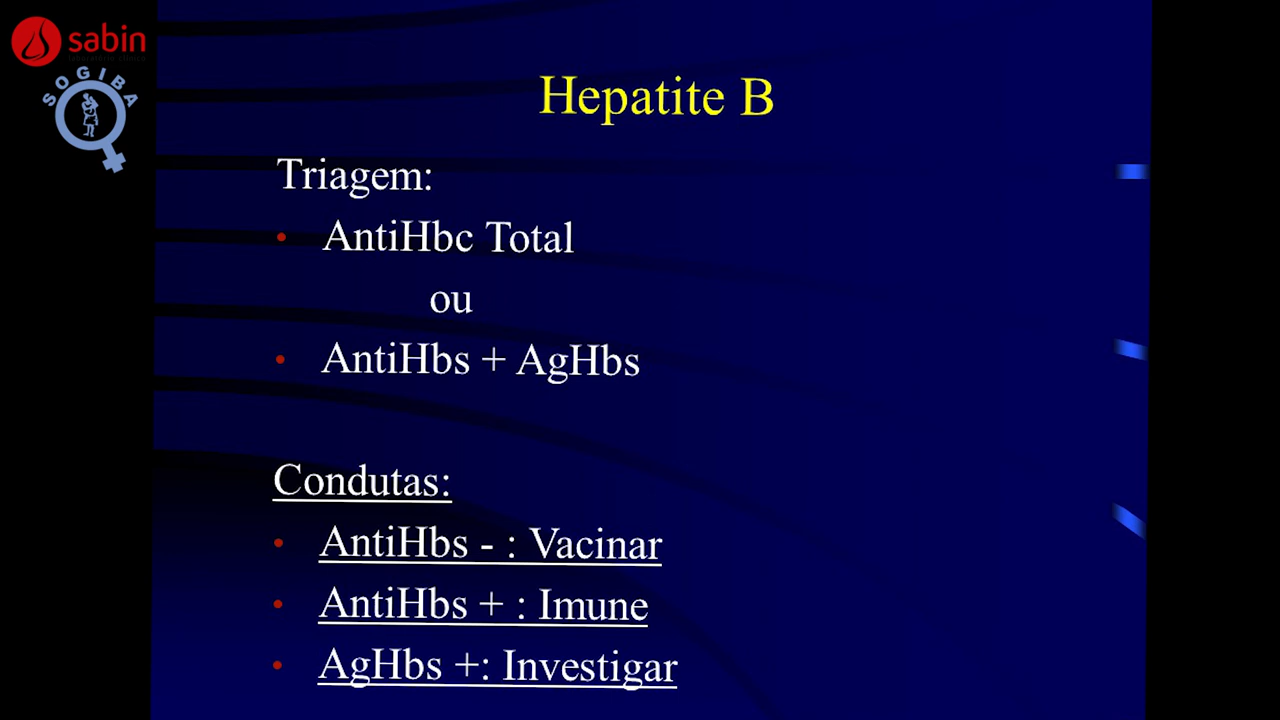 sabin
SOGIBA
Hepatite B
Triagem:
• AntiHbc Total
ou
• AntiHbs + AgHbs
Condutas:
• AntiHbs - : Vacinar
• AntiHbs + : Imune
• AgHbs +: Investigar